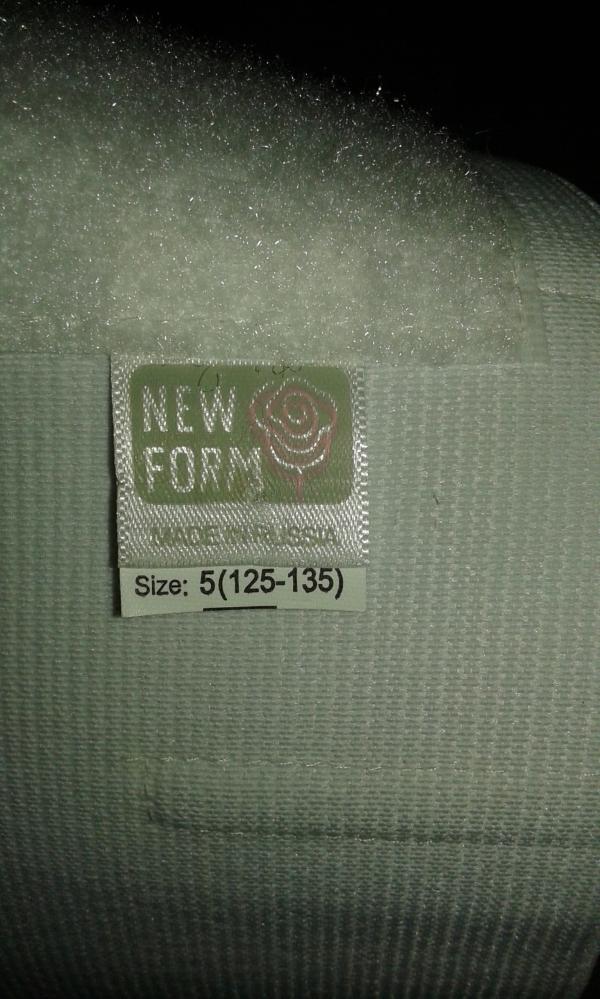 NEW
FORM
MADE IN RUSSIA
Size: 5(125-135)